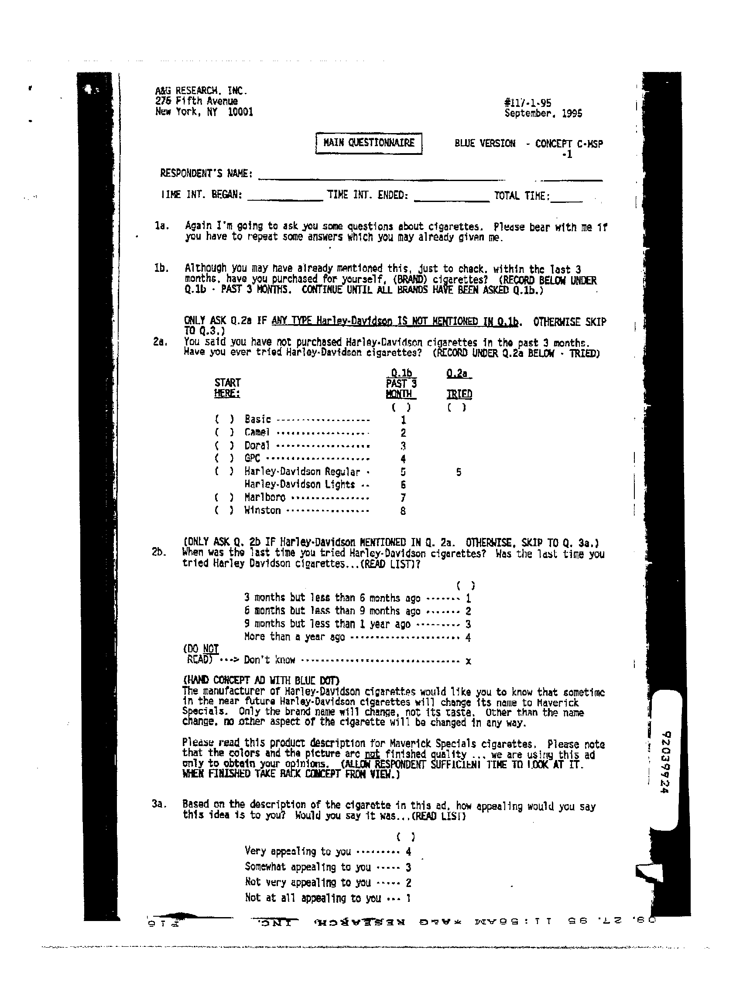 A&G RESEARCH, INC.
276 Fifth Avenue
New York, NY 10001
#117-1-95
September, 1995
MAIN QUESTIONNAIRE
BLUE VERSION - CONCEPT C-MSP
-1
RESPONDENT'S NAME:
TIME INT. BEGAN: TIME INT. ENDED: TOTAL TIME:
1a. Again I'm going to ask you some questions about cigarettes. Please bear with me if
you have to repeat some answers which you may already given me.
1b. Although you may have already mentioned this, just to check, within the last 3
months, have you purchased for yourself, (BRAND) cigarettes? (RECORD BELOW UNDER
Q.1b - PAST 3 MONTHS. CONTINUE UNTIL ALL BRANDS HAVE BEEN ASKED Q.1b.)
ONLY ASK Q.2a IF ANY TYPE Harley-Davidson IS NOT MENTIONED IN Q.1b. OTHERWISE SKIP
TO Q.3.)
2a. You said you have not purchased Harley-Davidson cigarettes in the past 3 months.
Have you ever tried Harley-Davidson cigarettes? (RECORD UNDER Q.2a BELOW - TRIED)
Q.1b Q.2a
START PAST 3
HERE: MONTH TRIED
( ) ( )
( ) Basic ------------------- 1
( ) Camel ------------------- 2
( ) Doral ------------------- 3
( ) GPC --------------------- 4
( ) Harley-Davidson Regular - 5 5
Harley-Davidson Lights -- 6
( ) Marlboro ---------------- 7
( ) Winston ----------------- 8
(ONLY ASK Q. 2b IF Harley-Davidson MENTIONED IN Q. 2a. OTHERWISE, SKIP TO Q. 3a.)
2b. When was the last time you tried Harley-Davidson cigarettes? Was the last time you
tried Harley Davidson cigarettes...(READ LIST)?
( )
3 months but less than 6 months ago ------- 1
6 months but less than 9 months ago ------- 2
9 months but less than 1 year ago --------- 3
More than a year ago ---------------------- 4
(DO NOT
READ) ---> Don't know ------------------------------- x
(HAND CONCEPT AD WITH BLUE DOT)
The manufacturer of Harley-Davidson cigarettes would like you to know that sometime
in the near future Harley-Davidson cigarettes will change its name to Maverick
Specials. Only the brand name will change, not its taste. Other than the name
change, no other aspect of the cigarette will be changed in any way.
Please read this product description for Maverick Specials cigarettes. Please note
that the colors and the picture are not finished quality ... we are using this ad
only to obtain your opinions. (ALLOW RESPONDENT SUFFICIENT TIME TO LOOK AT IT.
WHEN FINISHED TAKE BACK CONCEPT FROM VIEW.)
3a. Based on the description of the cigarette in this ad, how appealing would you say
this idea is to you? Would you say it was...(READ LIST)
( )
Very appealing to you --------- 4
Somewhat appealing to you ----- 3
Not very appealing to you ----- 2
Not at all appealing to you --- 1
92039924
09. 27. 95 11:50AM *A&G RESEARCH, INC. P16